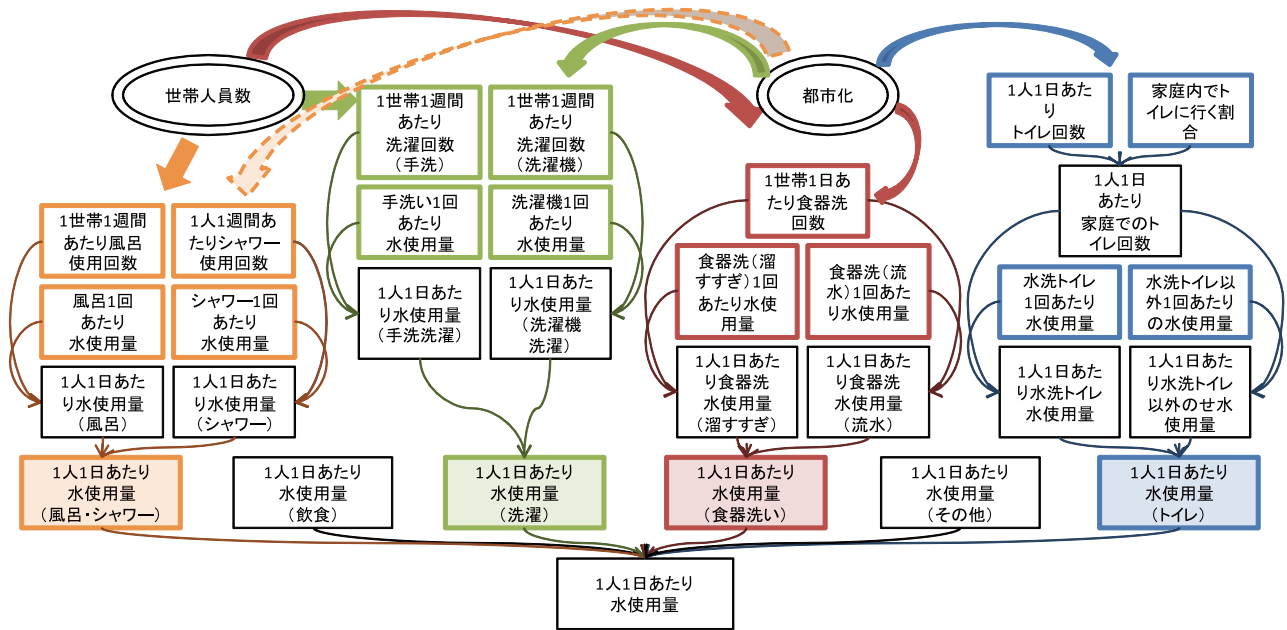 世帯人員数
都市化
1世帯1週間
あたり
洗濯回数
（手洗）
1世帯1週間
あたり
洗濯回数
（洗濯機）
1人1日あた
り
トイレ回数
家庭内でト
イレに行く割
合
1世帯1日あ
たり食器洗
回数
1人1日
あたり
家庭でのト
イレ回数
1世帯1週間
あたり風呂
使用回数
1人1週間あ
たりシャワー
使用回数
手洗い1回
あたり
水使用量
洗濯機1回
あたり
水使用量
食器洗（溜
すすぎ）1回
あたり水使
用量
食器洗（流
水）1回あた
り水使用量
水洗トイレ
1回あたり
水使用量
水洗トイレ以
外1回あたり
の水使用量
風呂1回
あたり
水使用量
シャワー1回
あたり
水使用量
1人1日あた
り水使用量
（手洗洗濯）
1人1日あた
り水使用量
（洗濯機
洗濯）
1人1日あた
り水使用量
（風呂）
1人1日あた
り水使用量
（シャワー）
1人1日あた
り食器洗
水使用量
（溜すすぎ）
1人1日あた
り食器洗
水使用量
（流水）
1人1日あた
り水洗トイレ
水使用量
1人1日あた
り水洗トイレ
以外のせ水
使用量
1人1日あたり
水使用量
（風呂・シャワー）
1人1日あたり
水使用量
（飲食）
1人1日あたり
水使用量
（洗濯）
1人1日あたり
水使用量
（食器洗い）
1人1日あたり
水使用量
（その他）
1人1日あたり
水使用量
（トイレ）
1人1日あたり
水使用量